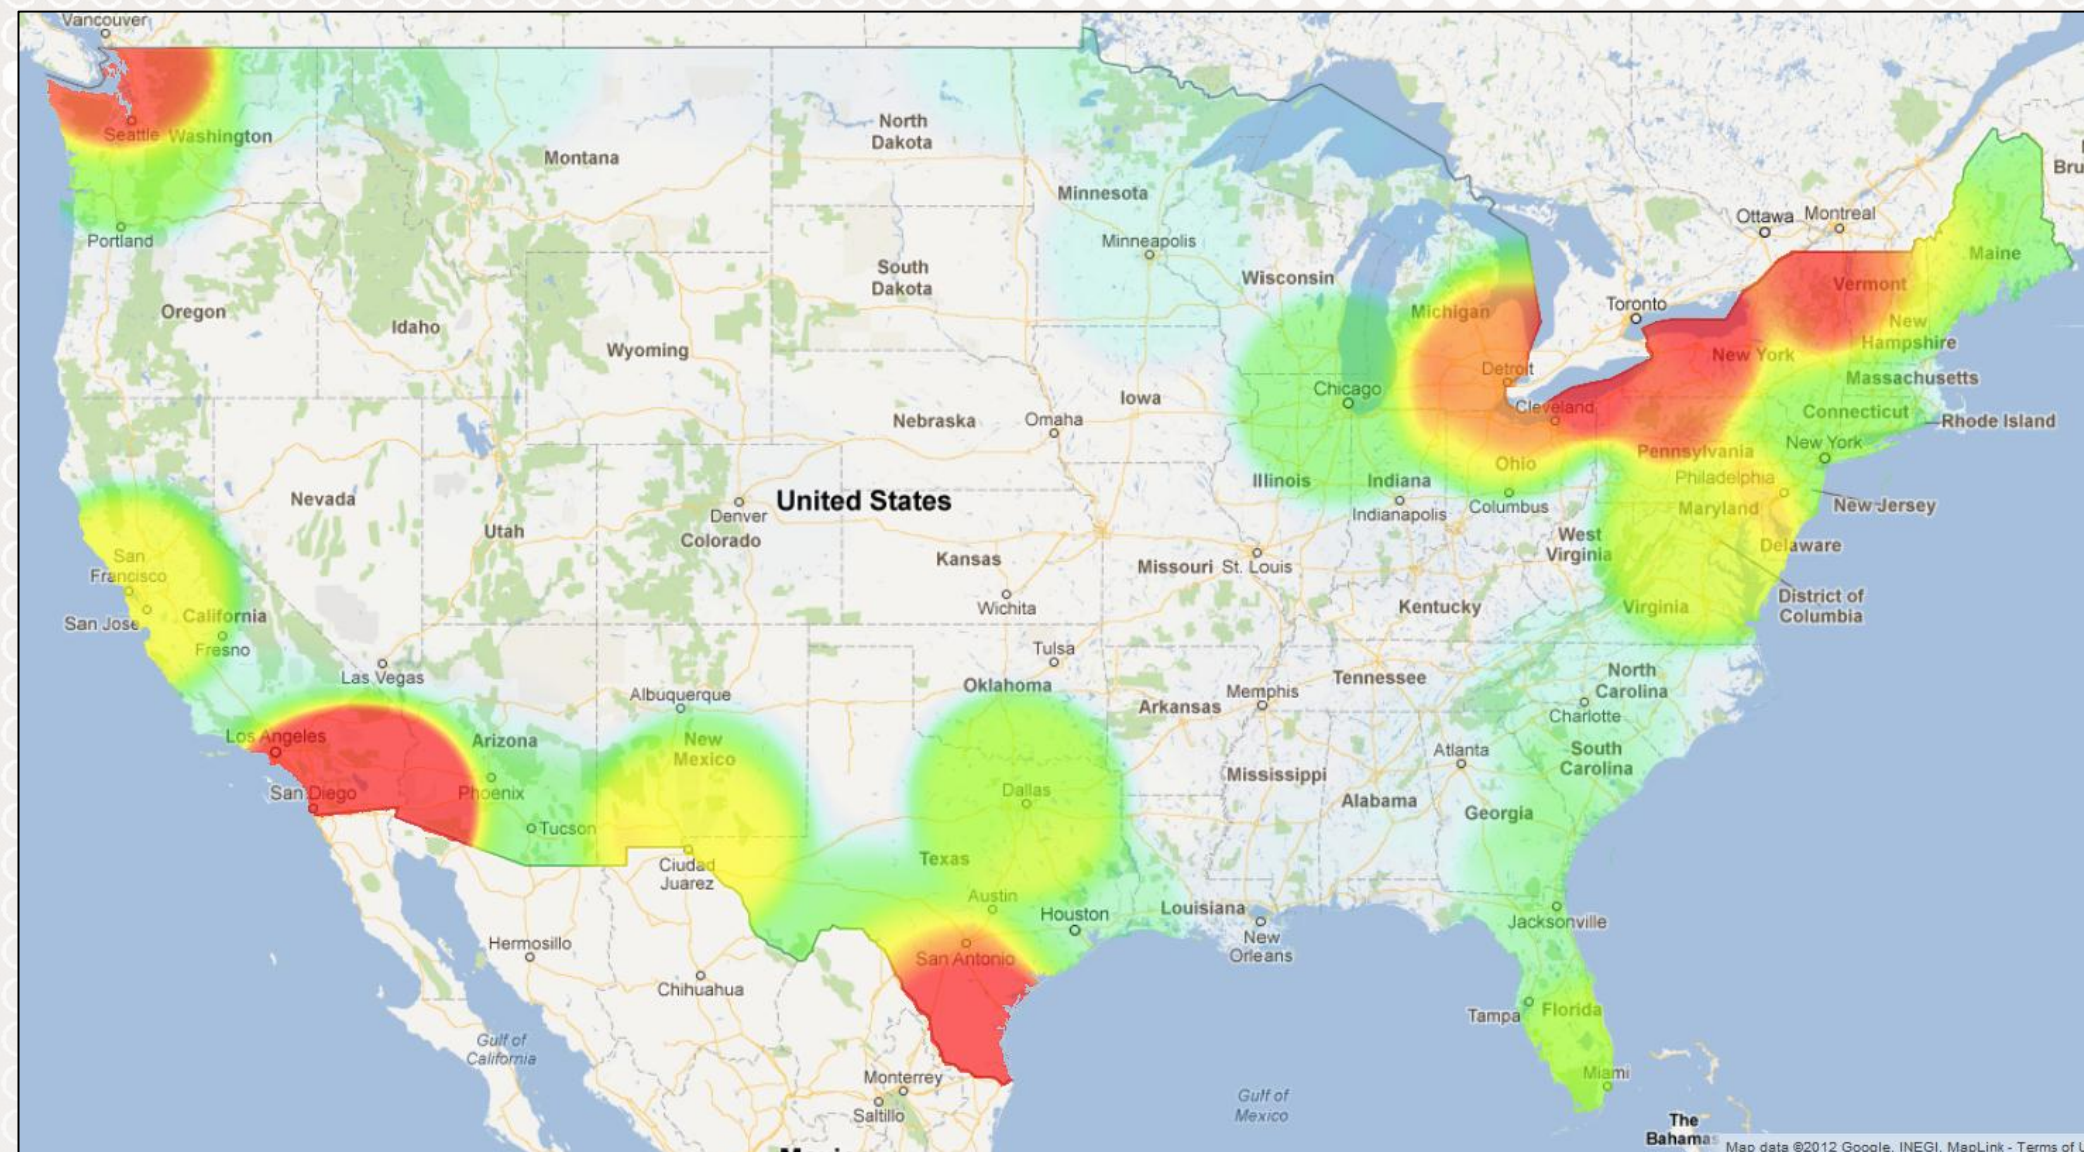 Vancouver
Seattle
Washington
Portland
Oregon
Idaho
Montana
North
Dakota
Minnesota
Minneapolis
South
Dakota
Wisconsin
Wyoming
Michigan
Detroit
Ottawa
Montreal
Toronto
Maine
Bru
Vermont
New
Hampshire
New York
Massachusetts
Connecticut
Rhode Island
New York
Cleveland
Chicago
Iowa
Omaha
Nebraska
Nevada
Utah
Denver
Colorado
United States
Illinois
Indiana
Indianapolis
Ohio
Columbus
Pennsylvania
Philadelphia
Maryland
New Jersey
Delaware
District of
Columbia
West
Virginia
Virginia
San
Francisco
San Jose
California
Fresno
Las Vegas
Kansas
Wichita
Missouri
St. Louis
Kentucky
Tulsa
Oklahoma
Albuquerque
Arkansas
Memphis
Tennessee
North
Carolina
Charlotte
South
Carolina
Los Angeles
San Diego
Arizona
Phoenix
Tucson
New
Mexico
Dallas
Mississippi
Alabama
Atlanta
Georgia
Ciudad
Juarez
Texas
Austin
Houston
San Antonio
Louisiana
New
Orleans
Jacksonville
Tampa
Florida
Miami
Hermosillo
Chihuahua
Gulf of
California
Monterrey
Saltillo
Gulf of
Mexico
The
Bahamas
Map data ©2012 Google, INEGI, MapLink - Terms of U